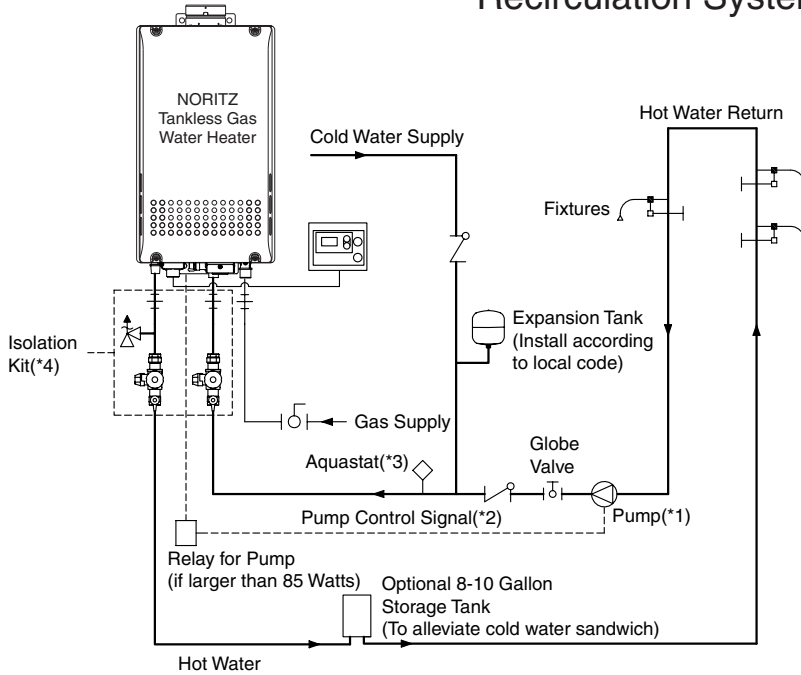 Recirculation System
NORITZ
Tankless Gas
Water Heater
Cold Water Supply
Hot Water Return
Fixtures
Expansion Tank
(Install according
to local code)
Isolation
Kit(*4)
Gas Supply
Globe
Valve
Aquastat(*3)
Pump Control Signal(*2)
Pump(*1)
Relay for Pump
(if larger than 85 Watts)
Optional 8-10 Gallon
Storage Tank
(To alleviate cold water sandwich)
Hot Water